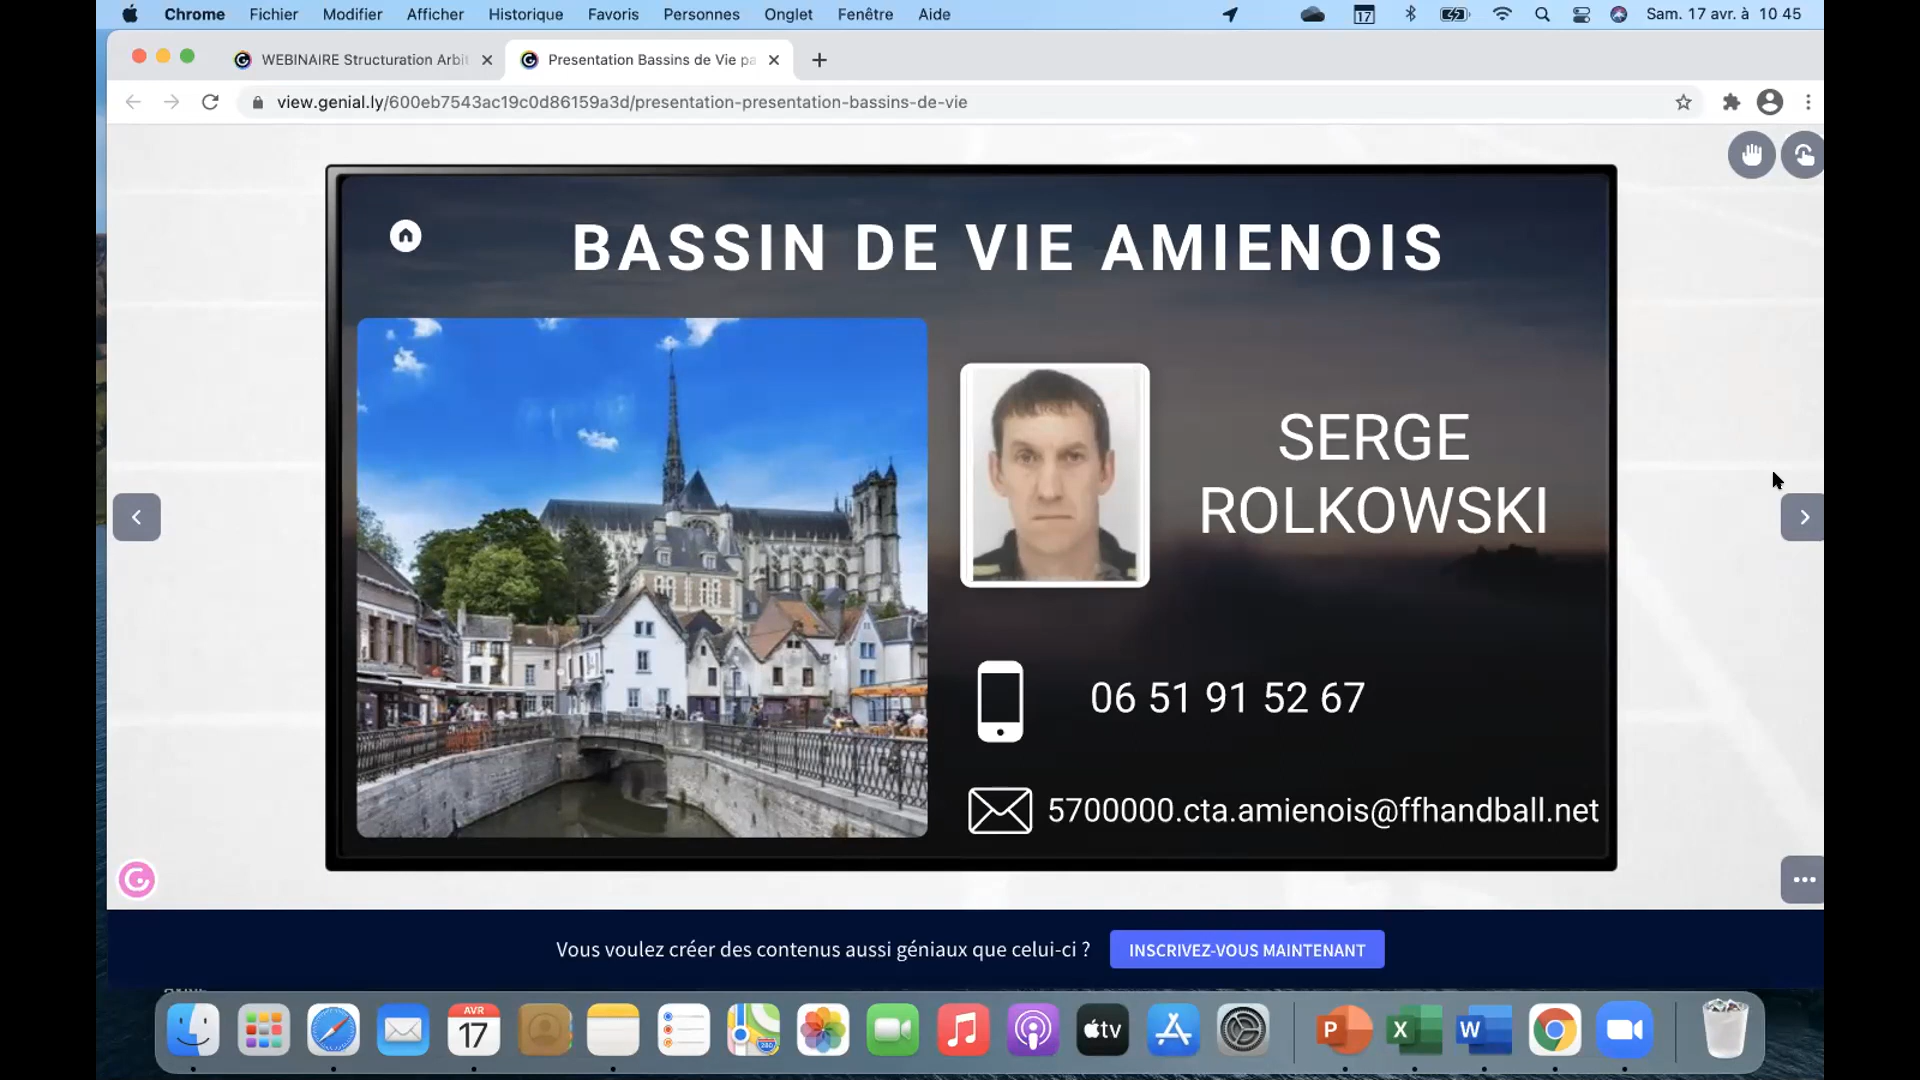 Chrome Fichier Modifier Afficher Historique Favoris Personnes Onglet Fenêtre Aide 17 Sam. 17 avr. à 10 45
WEBINAIRE Structuration Arbit
Presentation Bassins de Vie pa
view.genial.ly/600eb7543ac19c0d86159a3d/presentation-presentation-bassins-de-vie
BASSIN DE VIE AMIENOIS
SERGE
ROLKOWSKI
06 51 91 52 67
5700000.cta.amienois@ffhandball.net
Vous voulez créer des contenus aussi géniaux que celui-ci ?
INSCRIVEZ-VOUS MAINTENANT
AVR
17
280
tv
P
X
W